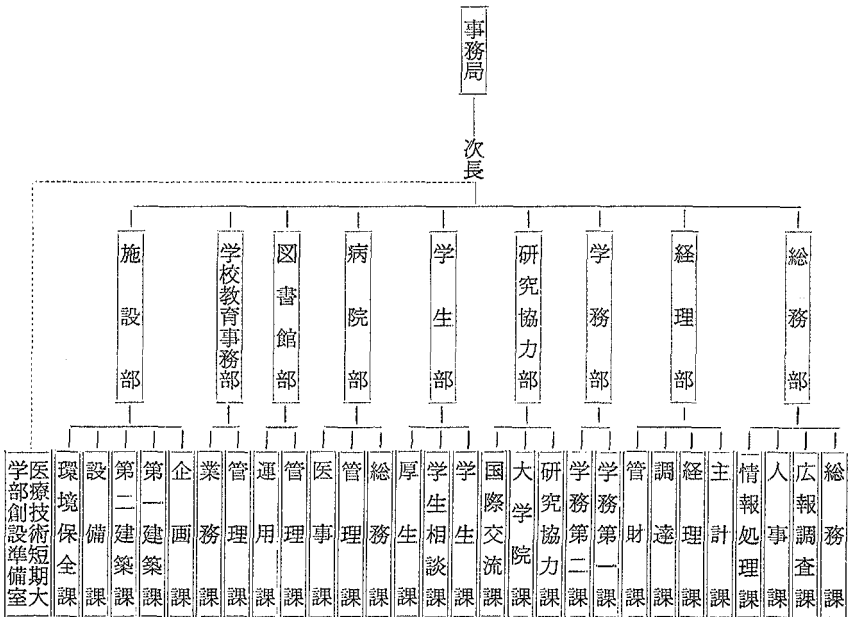 事務局
次長
総務部
経理部
学務部
研究協力部
学生部
病院部
図書館部
学校教育事務部
施設部
総務課
広報調査課
人事課
情報処理課
主計課
経理課
調達課
管財課
学務第一課
学務第二課
研究協力課
大学院課
国際交流課
学生課
学生相談課
厚生課
総務課
管理課
医事課
管理課
運用課
管理課
業務課
企画課
第一建築課
第二建築課
設備課
環境保全課
医療技術短期大
学部創設準備室